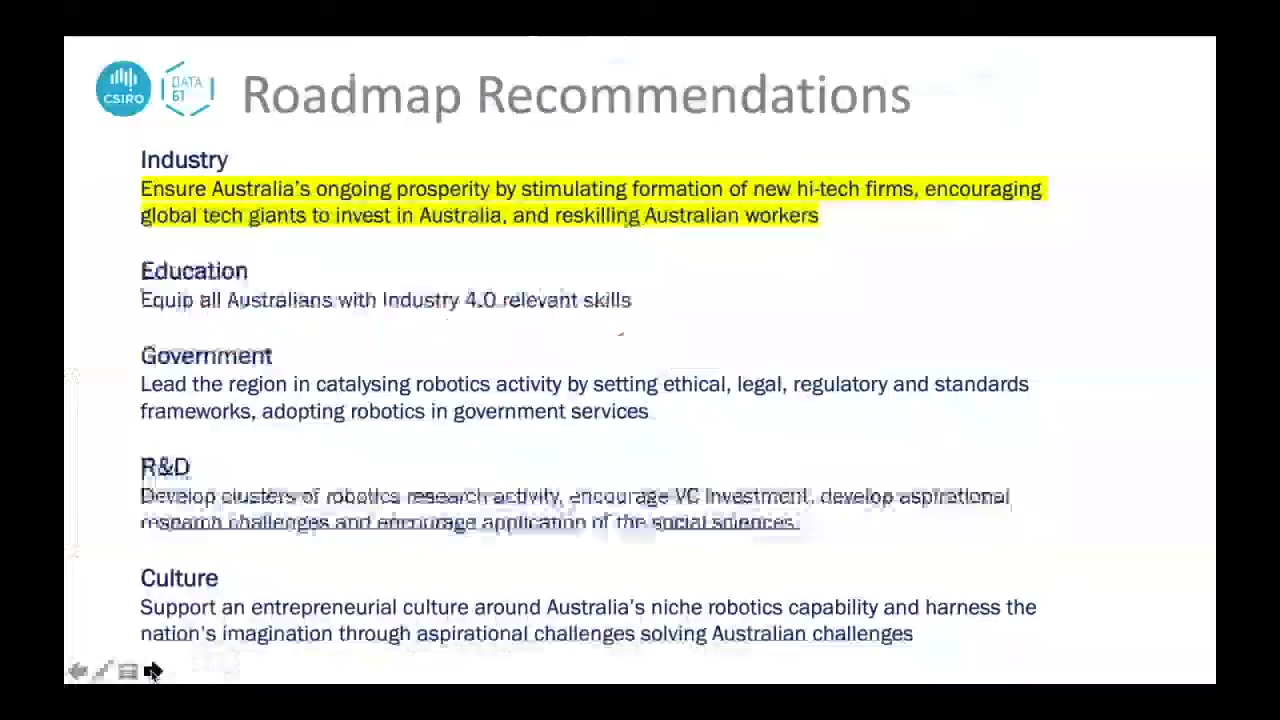 CSIRO
DATA
61
Roadmap Recommendations
Industry
Ensure Australia's ongoing prosperity by stimulating formation of new hi-tech firms, encouraging
global tech giants to invest in Australia, and reskilling Australian workers
Education
Equip all Australians with Industry 4.0 relevant skills
Government
Lead the region in catalysing robotics activity by setting ethical, legal, regulatory and standards
frameworks, adopting robotics in government services
R&D
Develop clusters of robotics research activity, encourage VC Investment, develop aspirational
research challenges and encourage application of the social sciences.
Culture
Support an entrepreneurial culture around Australia's niche robotics capability and harness the
nation's imagination through aspirational challenges solving Australian challenges